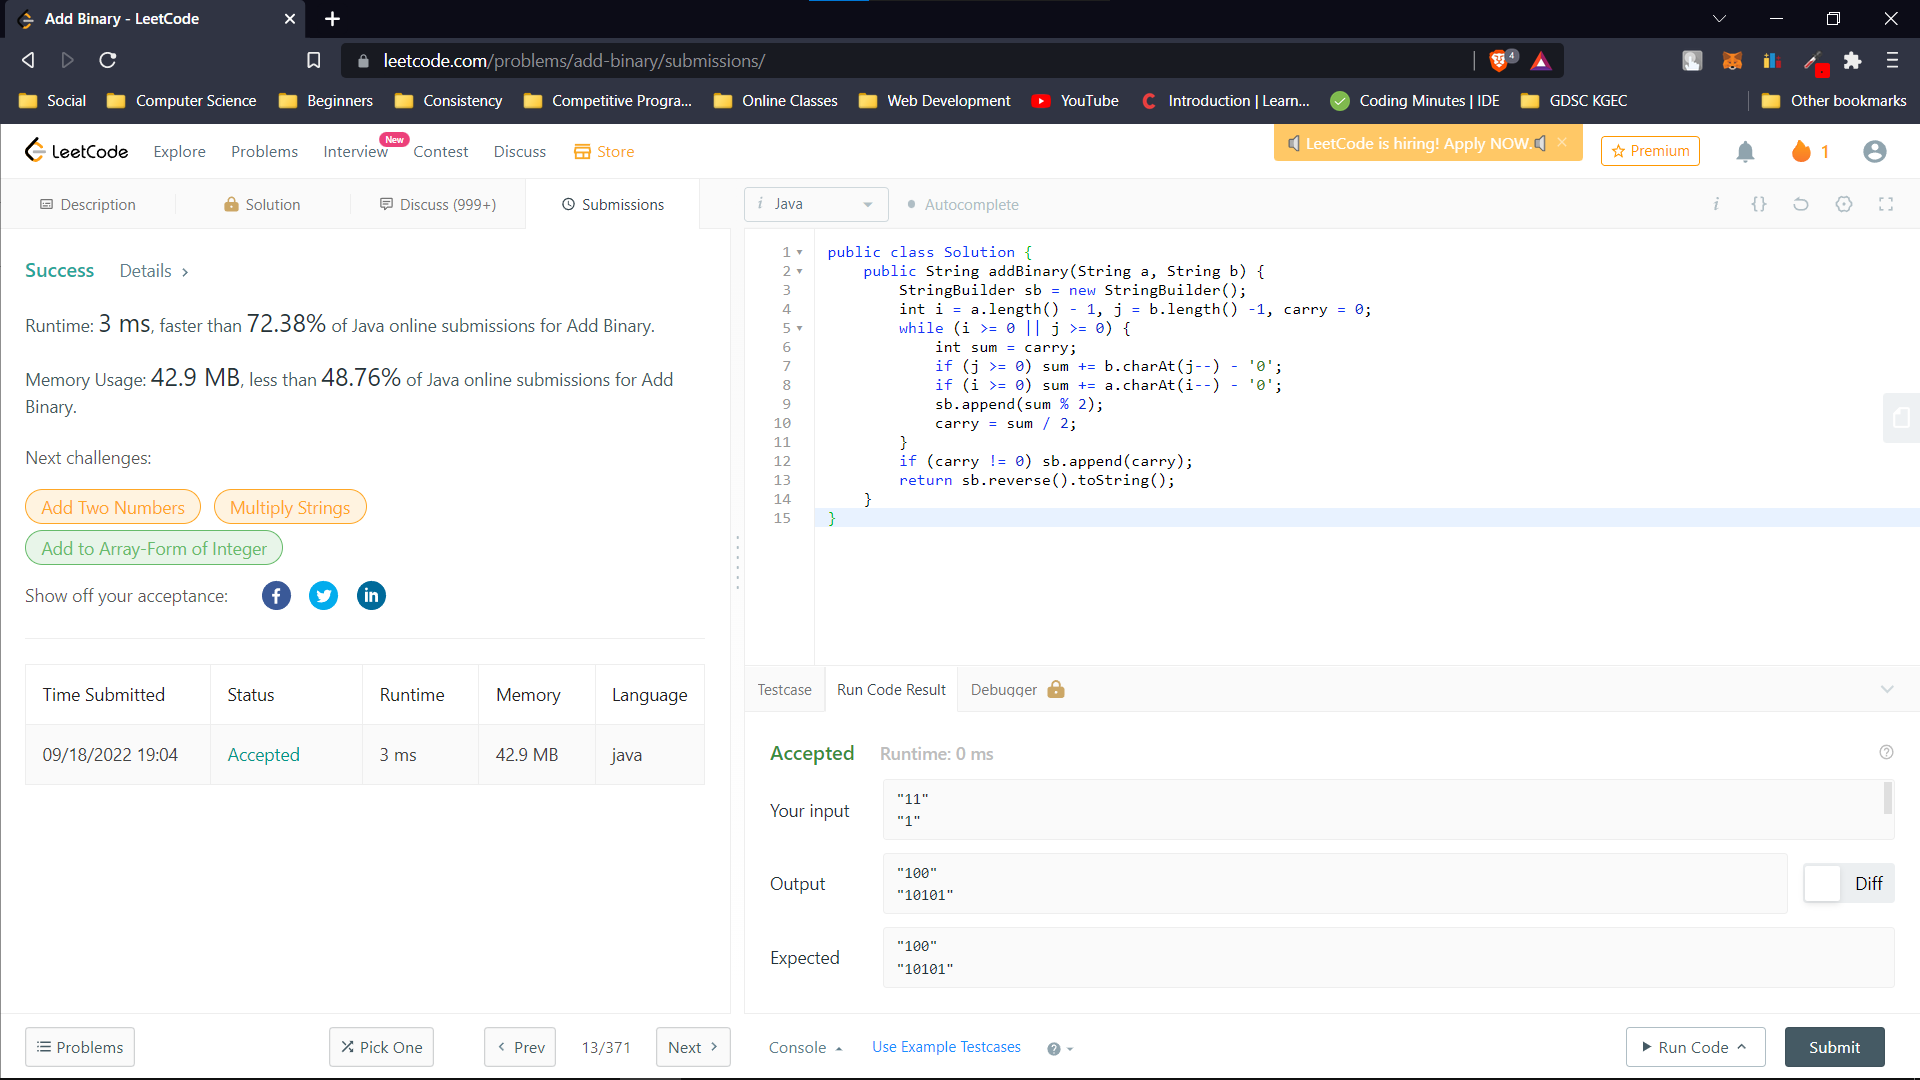 Add Binary - LeetCode
leetcode.com/problems/add-binary/submissions/
4
Social Computer Science Beginners Consistency Competitive Progra... Online Classes Web Development YouTube Introduction | Learn... Coding Minutes | IDE GDSC KGEC Other bookmarks
LeetCode Explore Problems Interview New Contest Discuss Store LeetCode is hiring! Apply NOW. Premium 1
Description Solution Discuss (999+) Submissions
i Java Autocomplete i {}
Success Details >
Runtime: 3 ms, faster than 72.38% of Java online submissions for Add Binary.
Memory Usage: 42.9 MB, less than 48.76% of Java online submissions for Add
Binary.
Next challenges:
Add Two Numbers Multiply Strings
Add to Array-Form of Integer
Show off your acceptance: f in
Time Submitted Status Runtime Memory Language
09/18/2022 19:04 Accepted 3 ms 42.9 MB java
1 public class Solution {
2 public String addBinary(String a, String b) {
3 StringBuilder sb = new StringBuilder();
4 int i = a.length() - 1, j = b.length() -1, carry = 0;
5 while (i >= 0 || j >= 0) {
6 int sum = carry;
7 if (j >= 0) sum += b.charAt(j--) - '0';
8 if (i >= 0) sum += a.charAt(i--) - '0';
9 sb.append(sum % 2);
10 carry = sum / 2;
11 }
12 if (carry != 0) sb.append(carry);
13 return sb.reverse().toString();
14 }
15 }
Testcase Run Code Result Debugger
Accepted Runtime: 0 ms
Your input
"11"
"1"
Output
"100"
"10101"
Diff
Expected
"100"
"10101"
Problems Pick One < Prev 13/371 Next > Console Use Example Testcases ? Run Code Submit